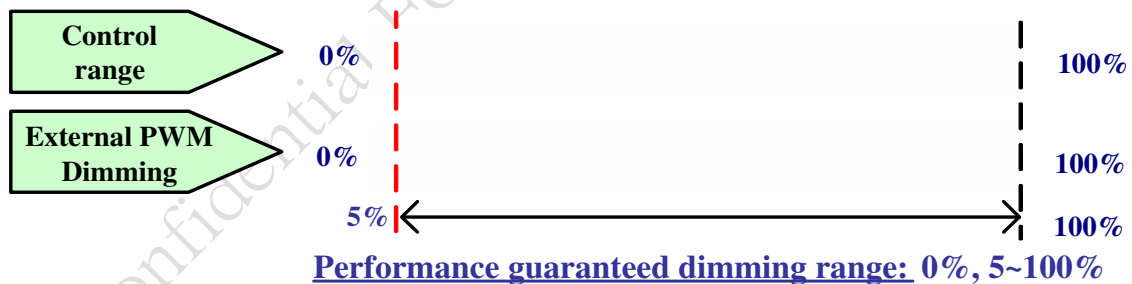 Control
range
0%
100%
External PWM
Dimming
0%
100%
5%
100%
Performance guaranteed dimming range: 0%, 5~100%